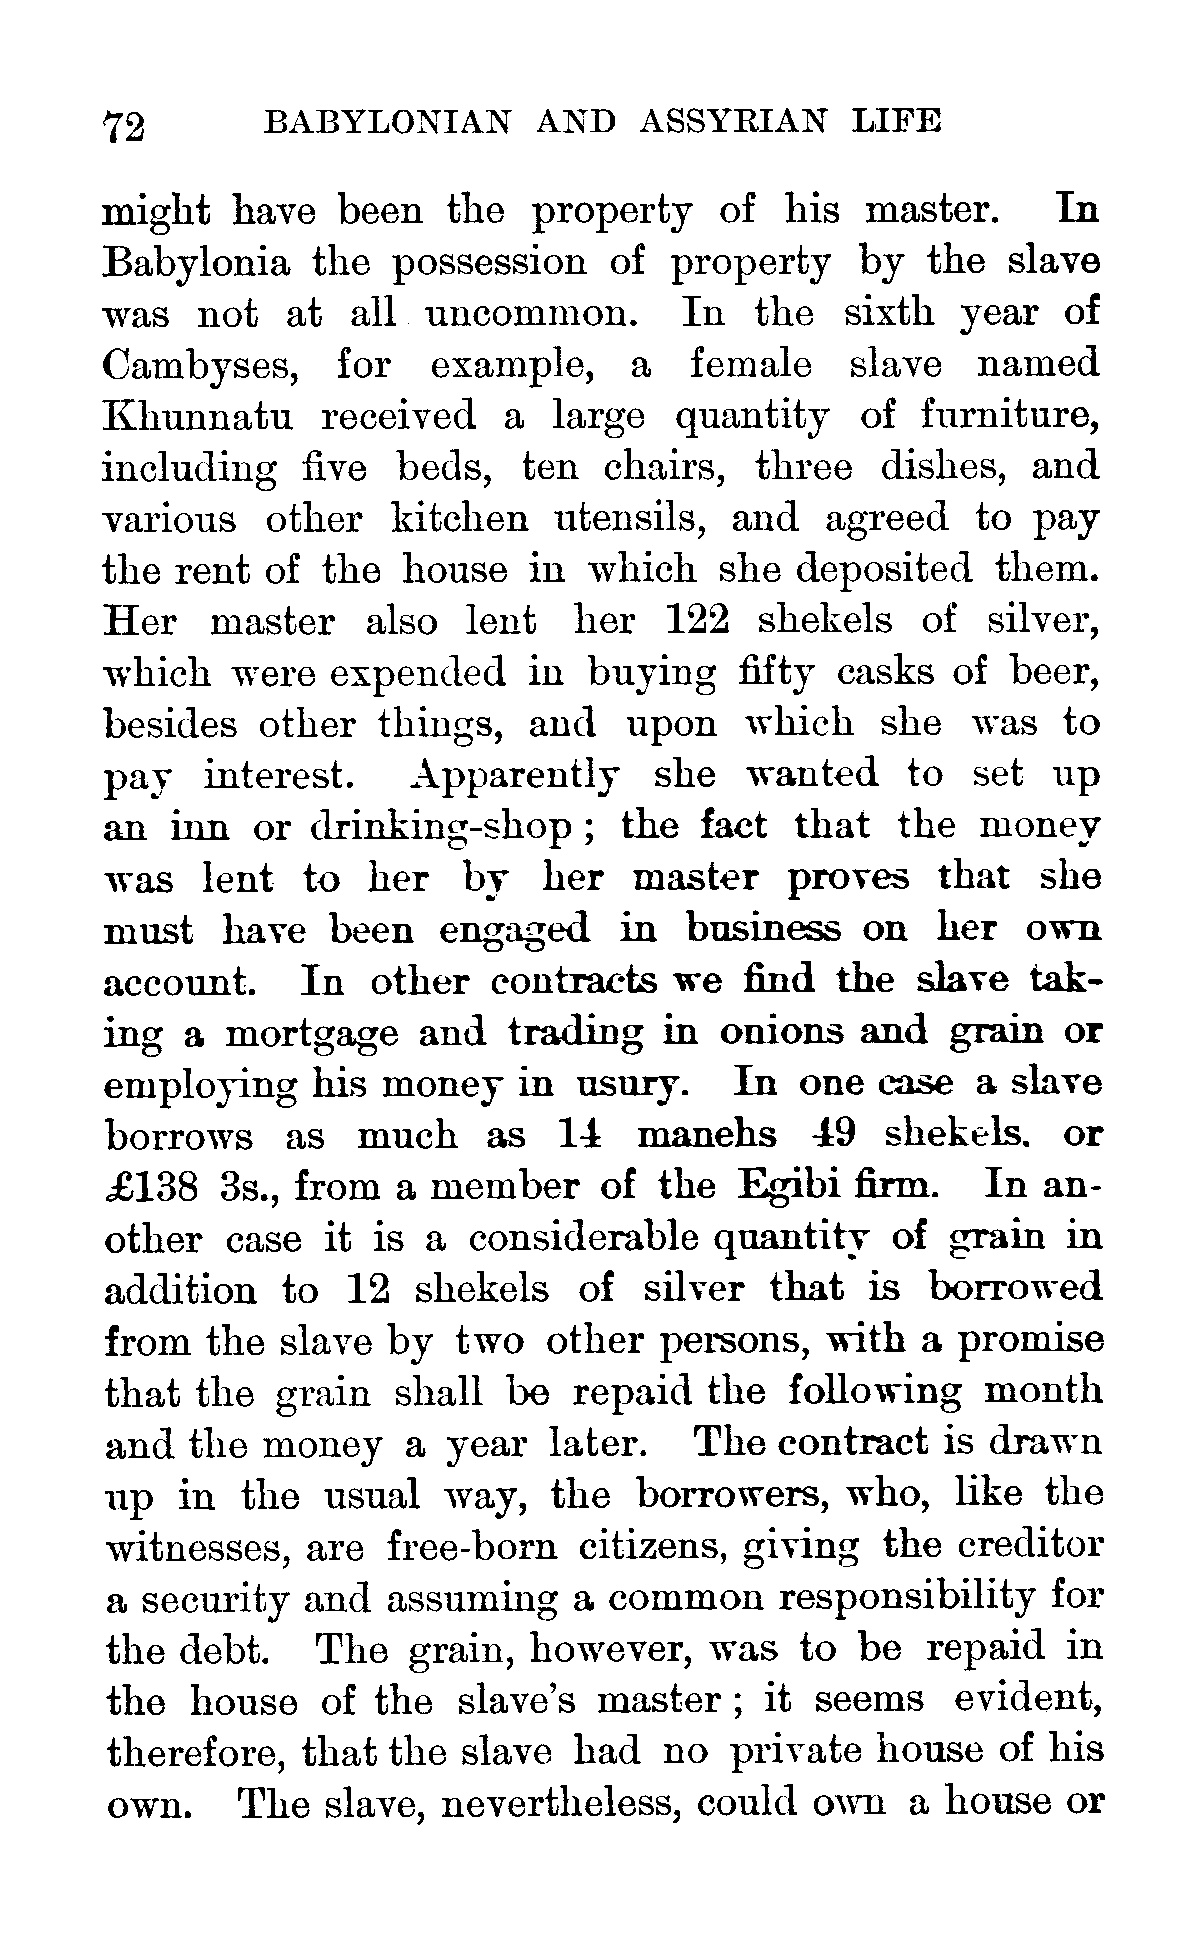 72 BABYLONIAN AND ASSYRIAN LIFE
might have been the property of his master. In
Babylonia the possession of property by the slave
was not at all uncommon. In the sixth year of
Cambyses, for example, a female slave named
Khunnatu received a large quantity of furniture,
including five beds, ten chairs, three dishes, and
various other kitchen utensils, and agreed to pay
the rent of the house in which she deposited them.
Her master also lent her 122 shekels of silver,
which were expended in buying fifty casks of beer,
besides other things, and upon which she was to
pay interest. Apparently she wanted to set up
an inn or drinking-shop ; the fact that the money
was lent to her by her master proves that she
must have been engaged in business on her own
account. In other contracts we find the slave tak-
ing a mortgage and trading in onions and grain or
employing his money in usury. In one case a slave
borrows as much as 14 manehs 49 shekels. or
£138 3s., from a member of the Egibi firm. In an-
other case it is a considerable quantity of grain in
addition to 12 shekels of silver that is borrowed
from the slave by two other persons, with a promise
that the grain shall be repaid the following month
and the money a year later. The contract is drawn
up in the usual way, the borrowers, who, like the
witnesses, are free-born citizens, giving the creditor
a security and assuming a common responsibility for
the debt. The grain, however, was to be repaid in
the house of the slave's master ; it seems evident,
therefore, that the slave had no private house of his
own. The slave, nevertheless, could own a house or